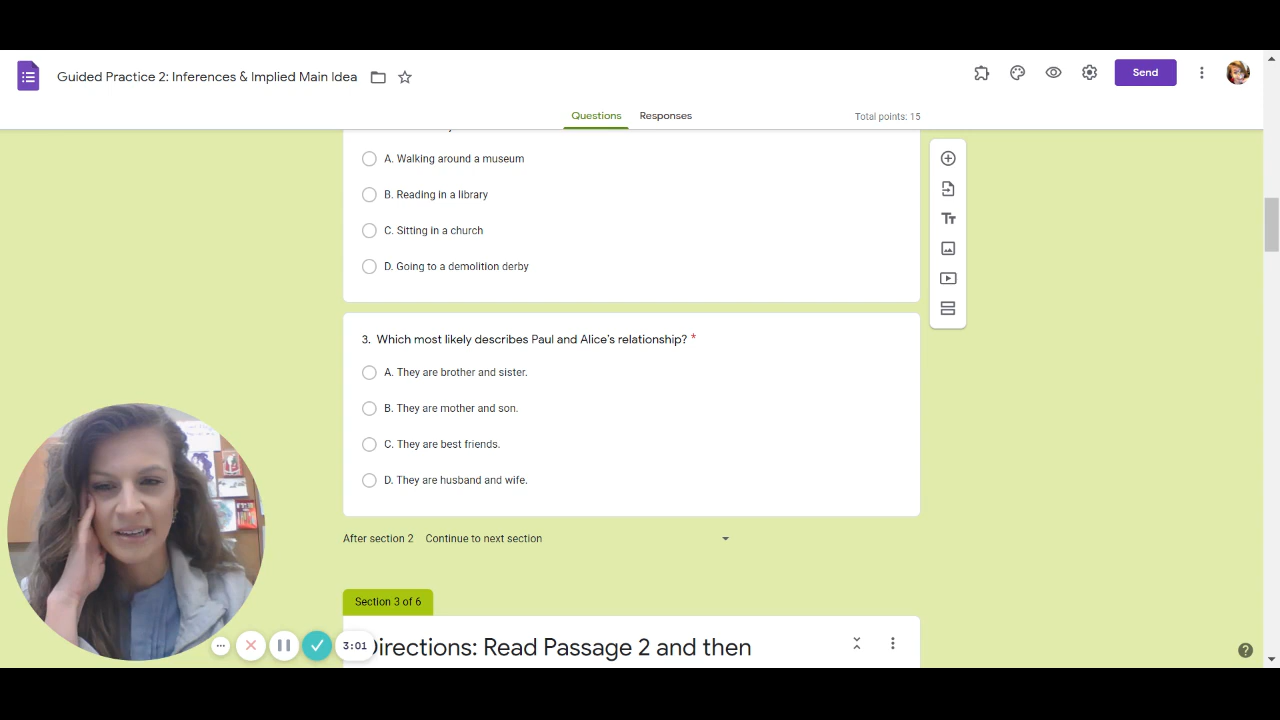 Guided Practice 2: Inferences & Implied Main Idea
Send
Questions
Responses
Total points: 15
A. Walking around a museum
B. Reading in a library
C. Sitting in a church
D. Going to a demolition derby
3. Which most likely describes Paul and Alice's relationship? *
A. They are brother and sister.
B. They are mother and son.
C. They are best friends.
D. They are husband and wife.
After section 2 Continue to next section
Section 3 of 6
Directions: Read Passage 2 and then
3:01